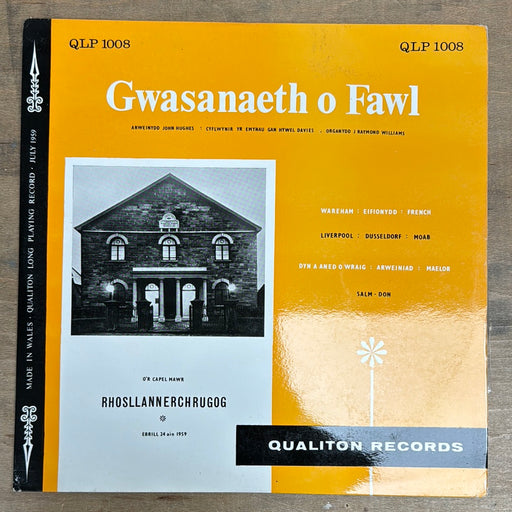 QLP 1008
QLP 1008
Gwasanaeth o Fawl
ARWEINYDD JOHN HUGHES : CYFLWYNIR YR EMYNAU GAN HYWEL DAVIES . ORGANYDD J RAYMOND WILLIAMS
WAREHAM : EIFIONYDD : FRENCH
LIVERPOOL : DUSSELDORF : MOAB
DYN A ANED O WRAIG : ARWEINIAD : MAELOR
SALM - DON
O'R CAPEL MAWR
RHOSLLANNERCHRUGOG
EBRILL 24 ain 1959
QUALITON RECORDS
MADE IN WALES · QUALITON LONG PLAYING RECORD · JULY 1959